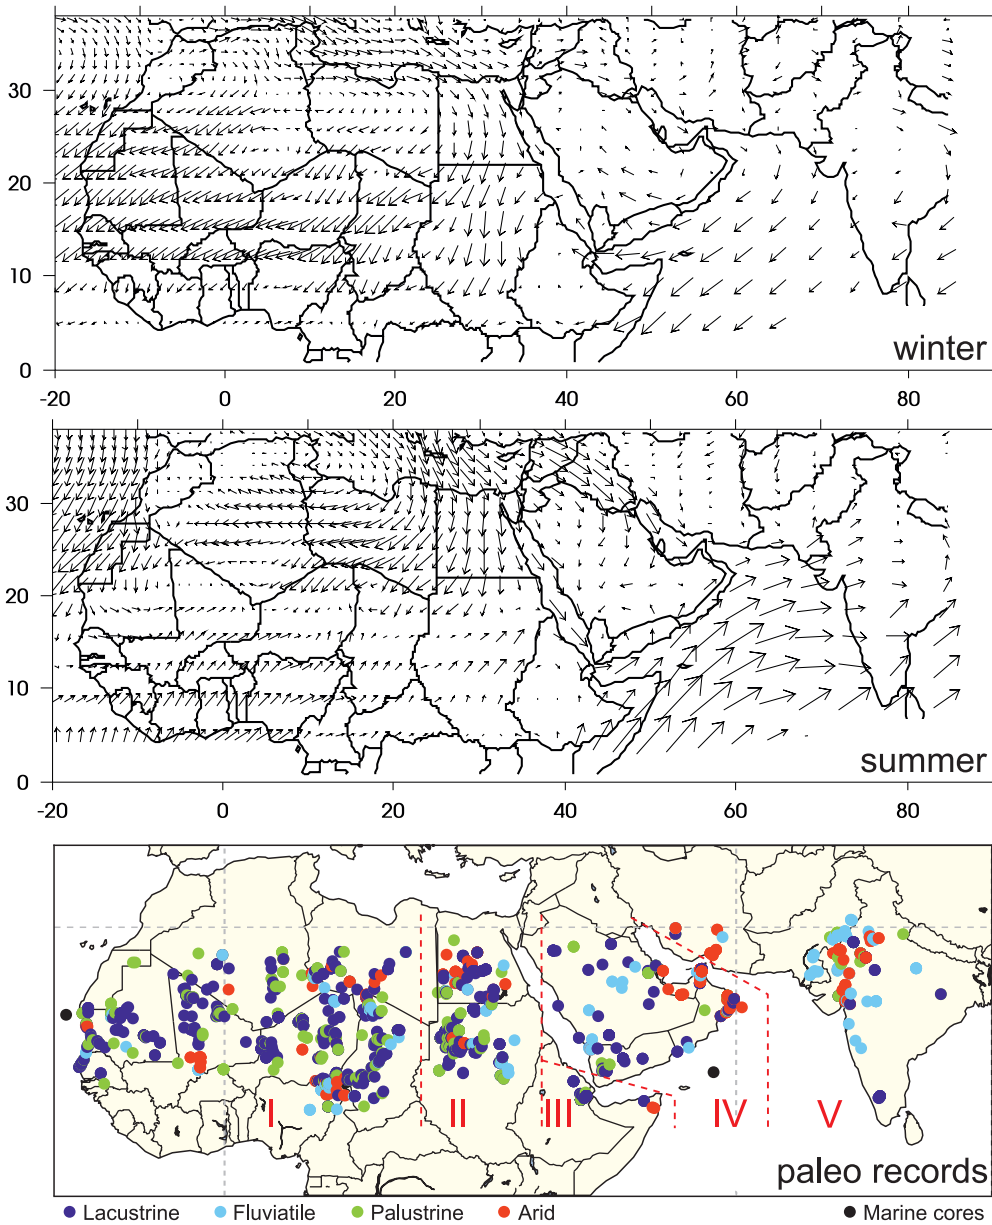 30
20
10
0
winter
-20 0 20 40 60 80
30
20
10
0
summer
-20 0 20 40 60 80
I II III IV V
paleo records
Lacustrine Fluviatile Palustrine Arid Marine cores